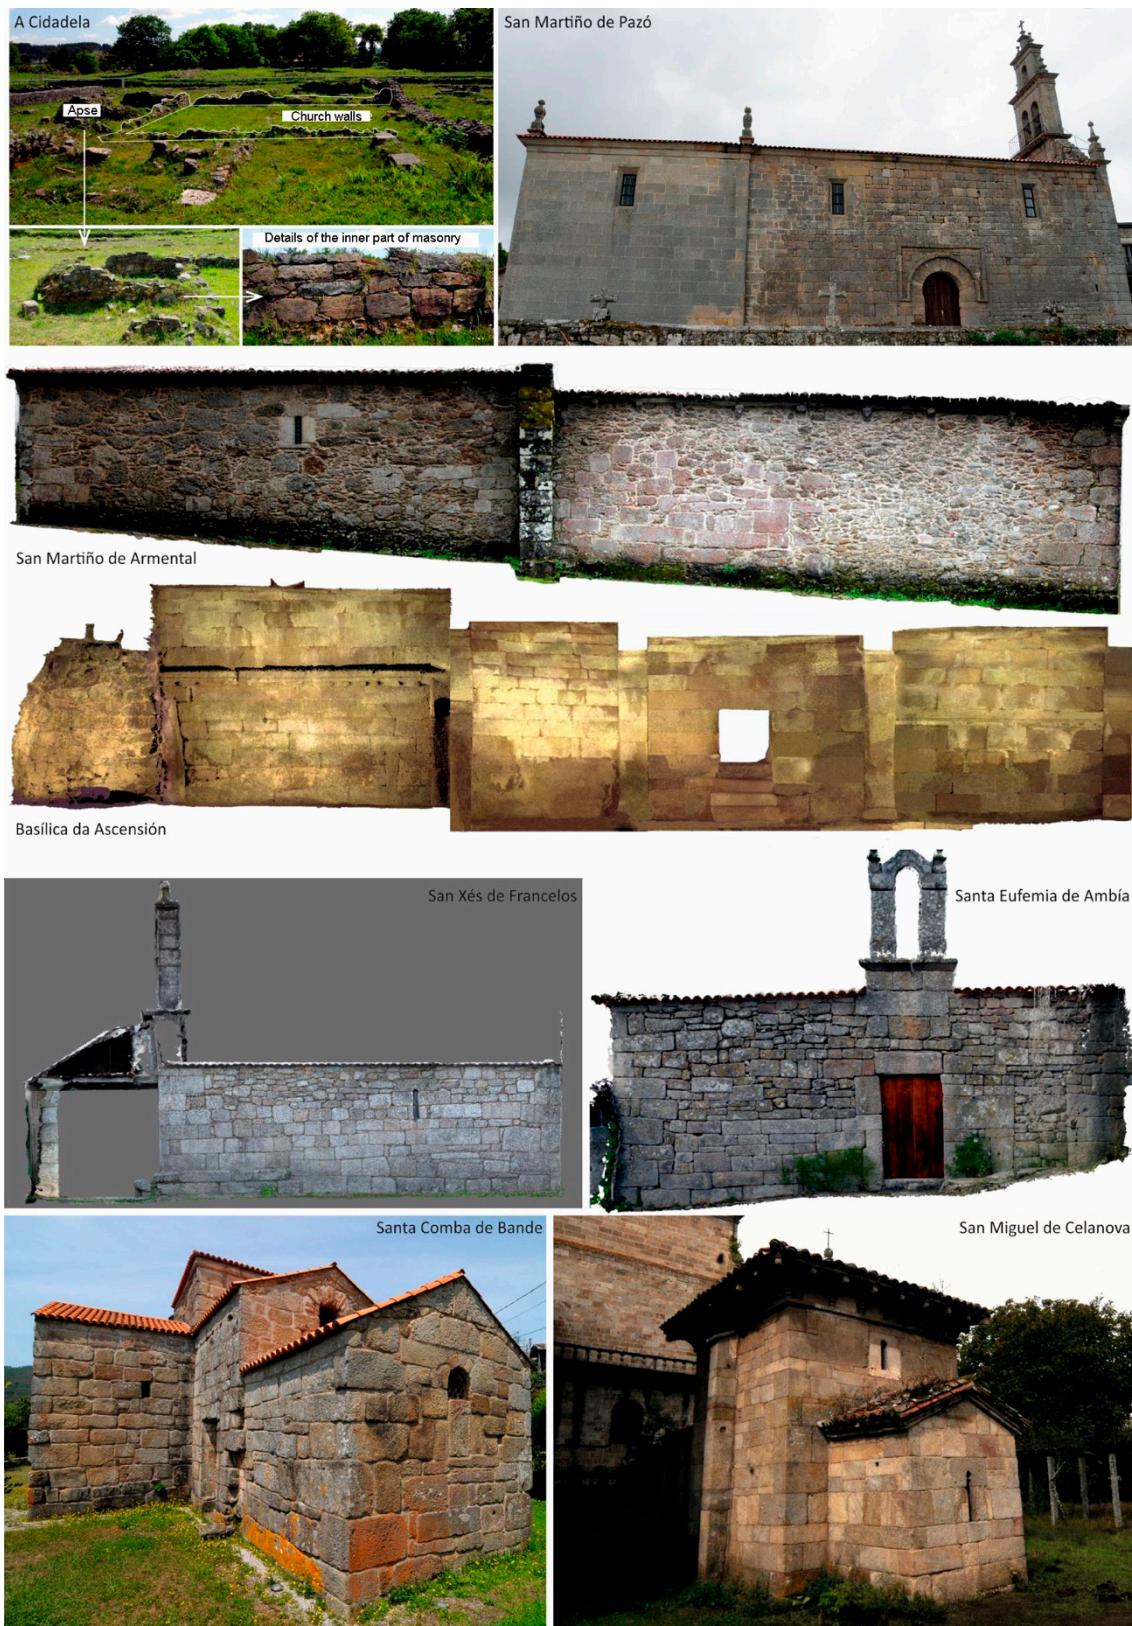 A Cidadela
San Martiño de Pazó
Apse
Church walls
Details of the inner part of masonry
San Martiño de Armental
Basílica da Ascensión
San Xés de Francelos
Santa Eufemia de Ambía
Santa Comba de Bande
San Miguel de Celanova